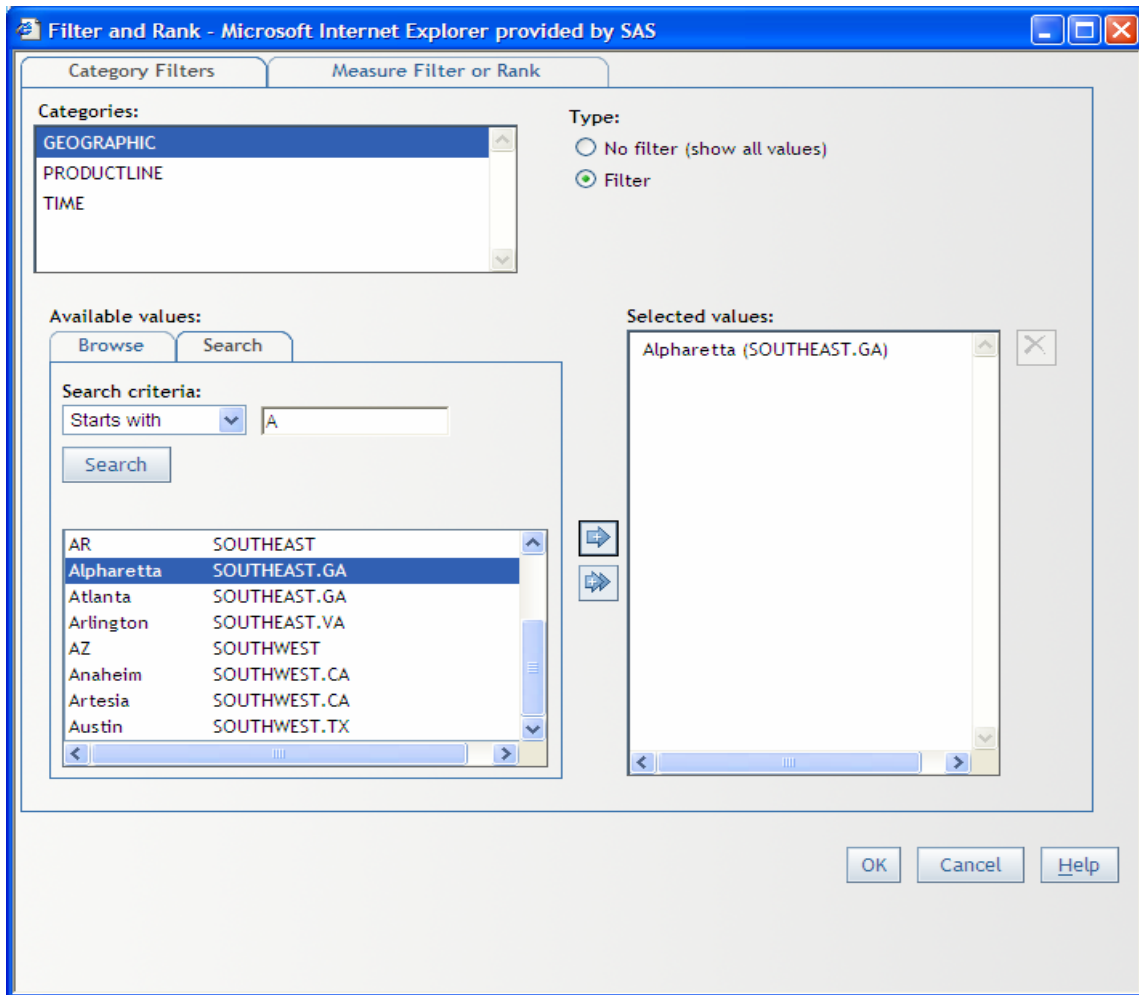 Filter and Rank - Microsoft Internet Explorer provided by SAS
Category Filters
Measure Filter or Rank
Categories:
GEOGRAPHIC
PRODUCTLINE
TIME
Type:
No filter (show all values)
Filter
Available values:
Browse
Search
Search criteria:
Starts with
A
Search
AR SOUTHEAST
Alpharetta SOUTHEAST.GA
Atlanta SOUTHEAST.GA
Arlington SOUTHEAST.VA
AZ SOUTHWEST
Anaheim SOUTHWEST.CA
Artesia SOUTHWEST.CA
Austin SOUTHWEST.TX
Selected values:
Alpharetta (SOUTHEAST.GA)
OK
Cancel
Help